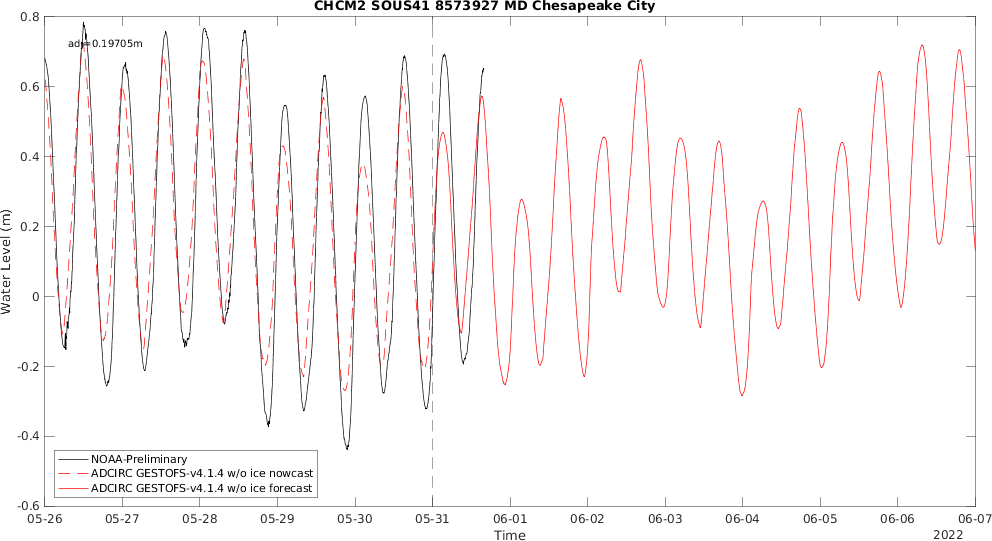 CHCM2 SOUS41 8573927 MD Chesapeake City
0.8
adj=0.19705m
0.6
0.4
0.2
0
-0.2
-0.4
-0.6
Water Level (m)
NOAA-Preliminary
ADCIRC GESTOFS-v4.1.4 w/o ice nowcast
ADCIRC GESTOFS-v4.1.4 w/o ice forecast
05-26 05-27 05-28 05-29 05-30 05-31 06-01 06-02 06-03 06-04 06-05 06-06 06-07
Time
2022